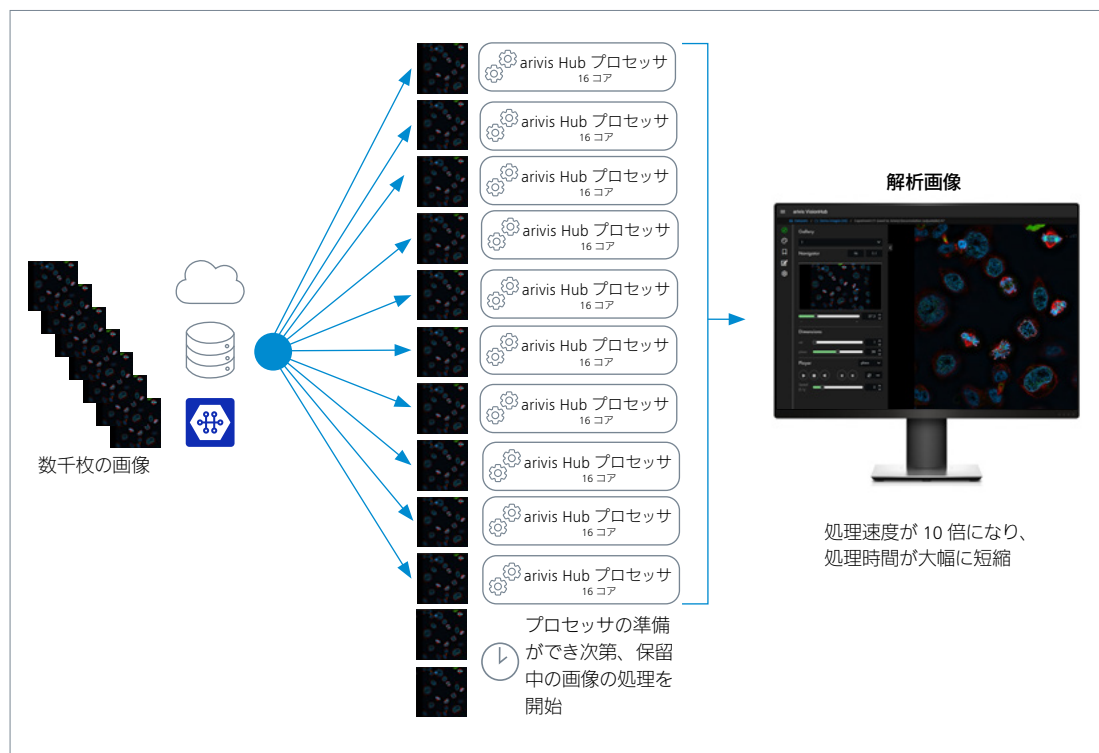 数千枚の画像
arivis Hub プロセッサ
16 コア
arivis Hub プロセッサ
16 コア
arivis Hub プロセッサ
16 コア
arivis Hub プロセッサ
16 コア
arivis Hub プロセッサ
16 コア
arivis Hub プロセッサ
16 コア
arivis Hub プロセッサ
16 コア
arivis Hub プロセッサ
16 コア
arivis Hub プロセッサ
16 コア
arivis Hub プロセッサ
16 コア
プロセッサの準備
ができ次第、保留
中の画像の処理を
開始
解析画像
arivis VisionHub
Gallery
Navigator
Dimensions
Player
処理速度が 10 倍になり、
処理時間が大幅に短縮